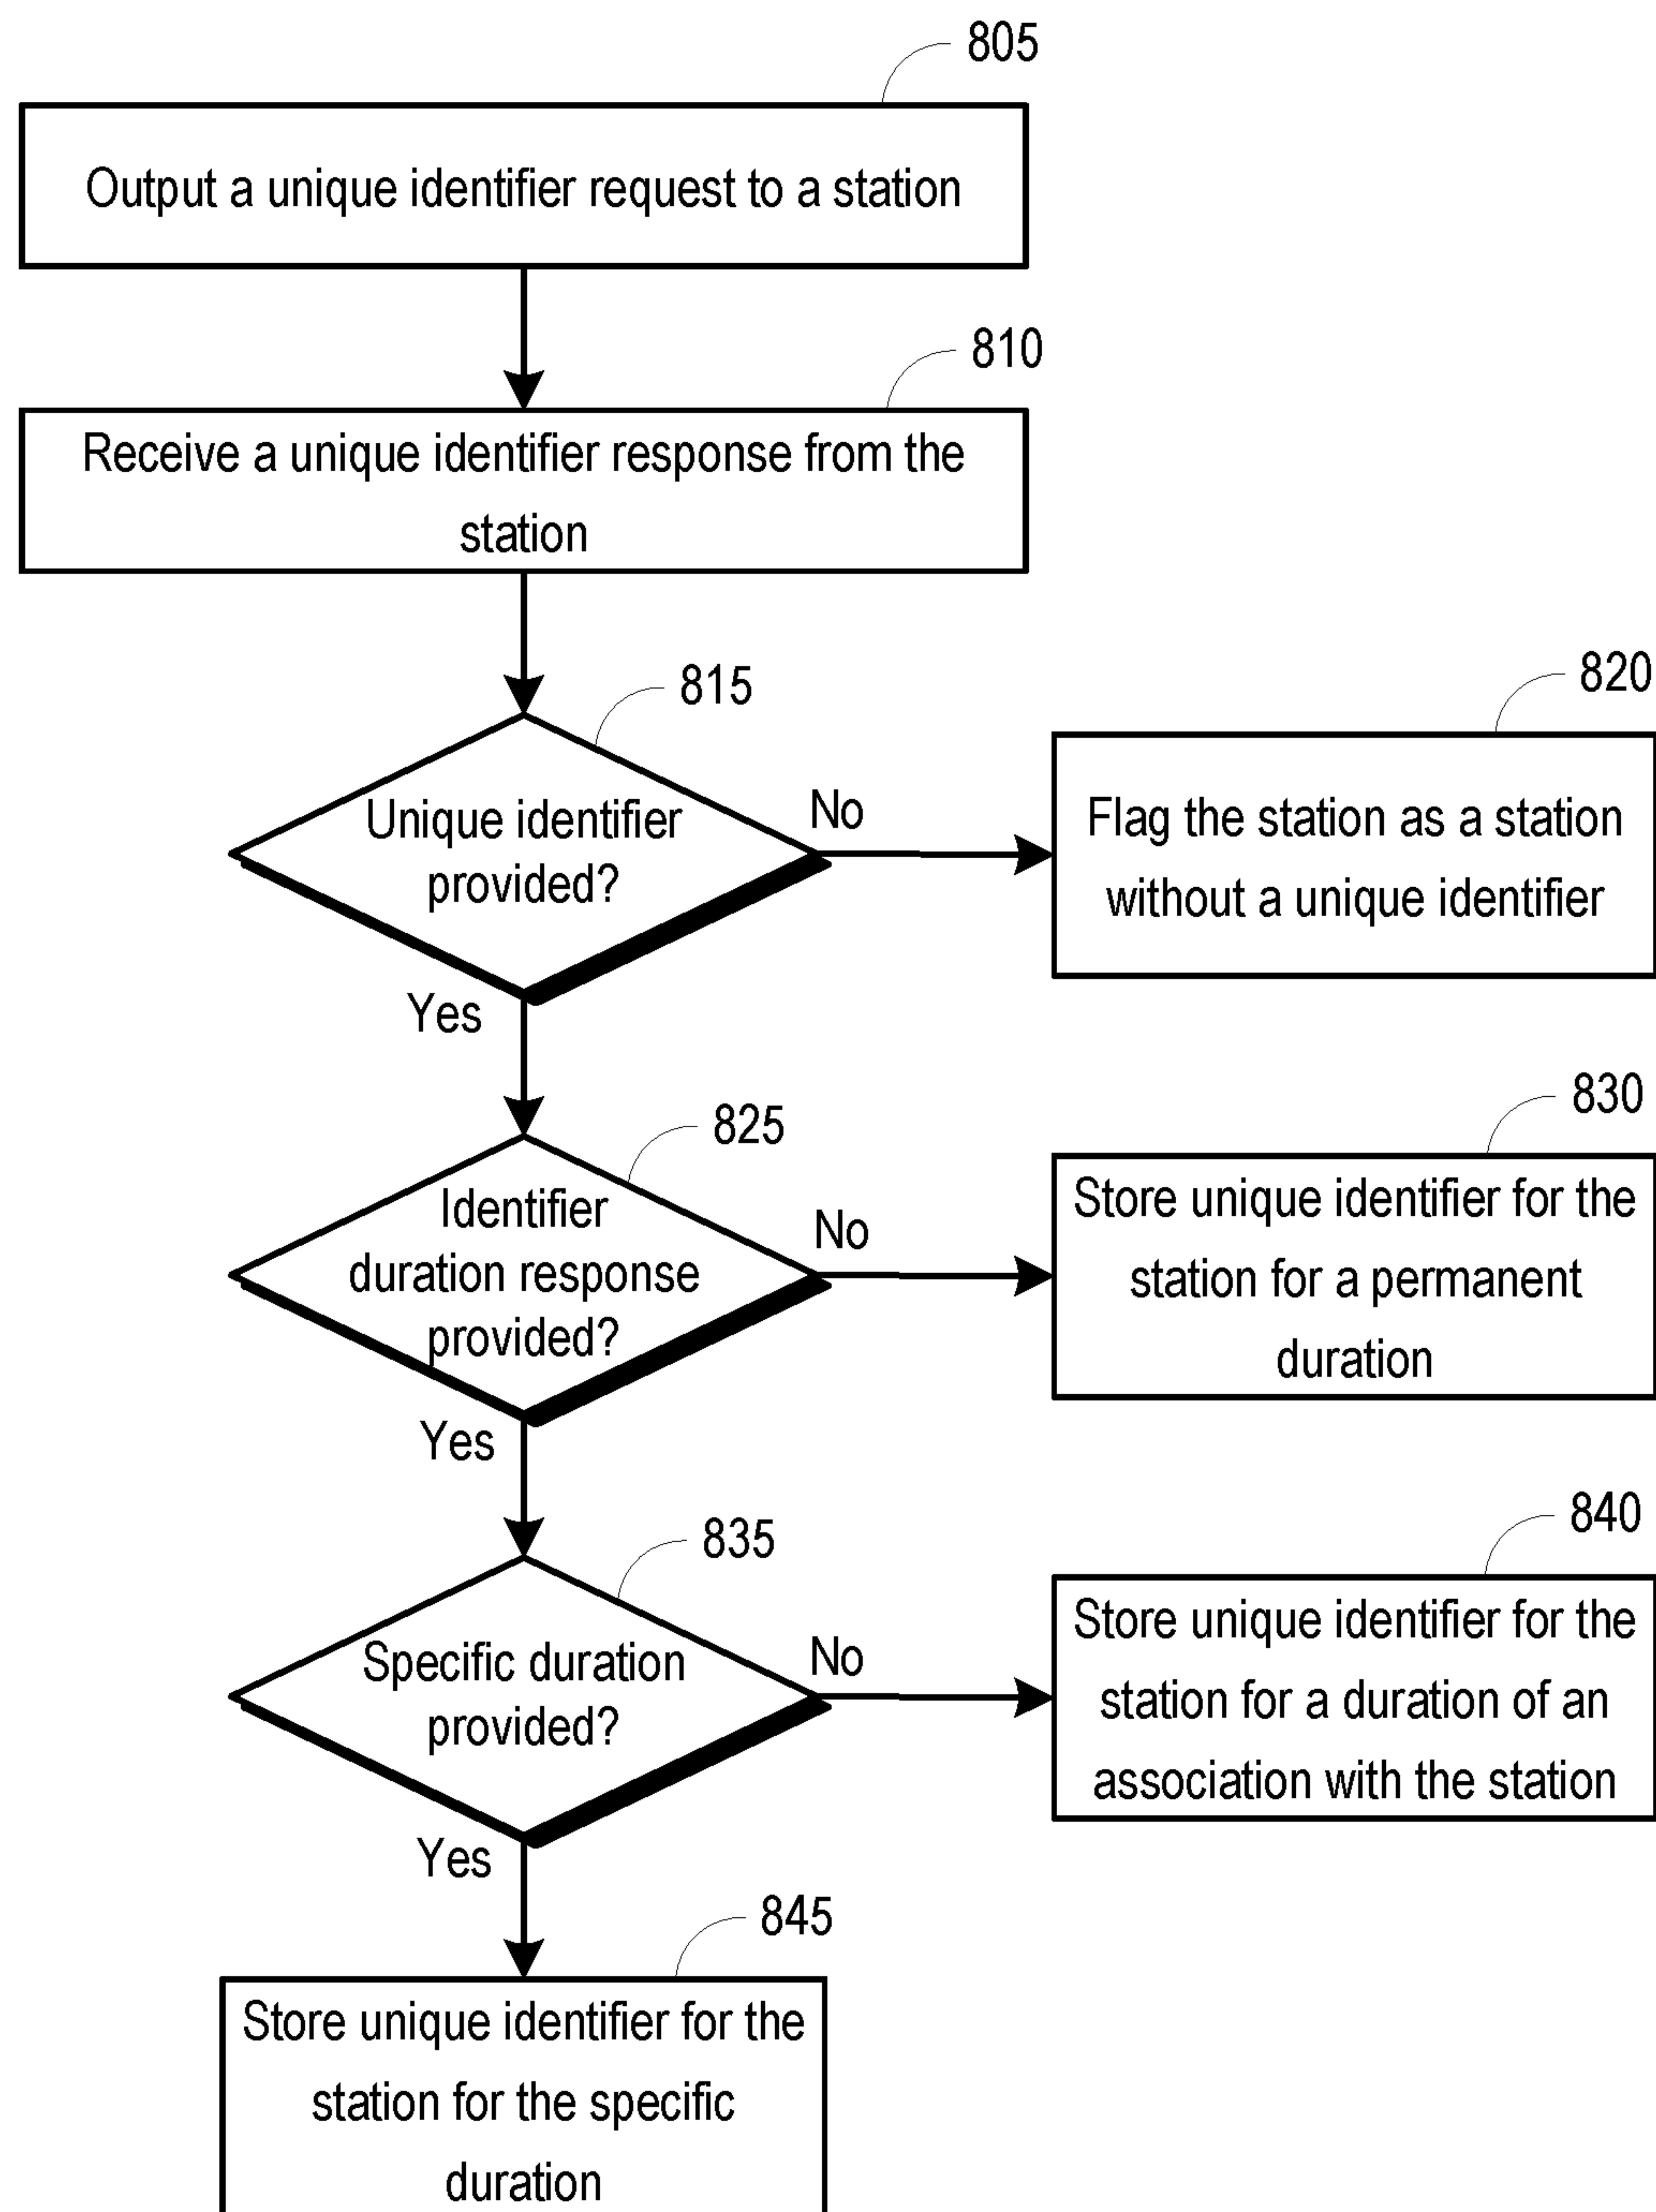 805
Output a unique identifier request to a station
810
Receive a unique identifier response from the
station
815
Unique identifier
provided?
No
820
Flag the station as a station
without a unique identifier
Yes
825
Identifier
duration response
provided?
No
830
Store unique identifier for the
station for a permanent
duration
Yes
835
Specific duration
provided?
No
840
Store unique identifier for the
station for a duration of an
association with the station
Yes
845
Store unique identifier for the
station for the specific
duration